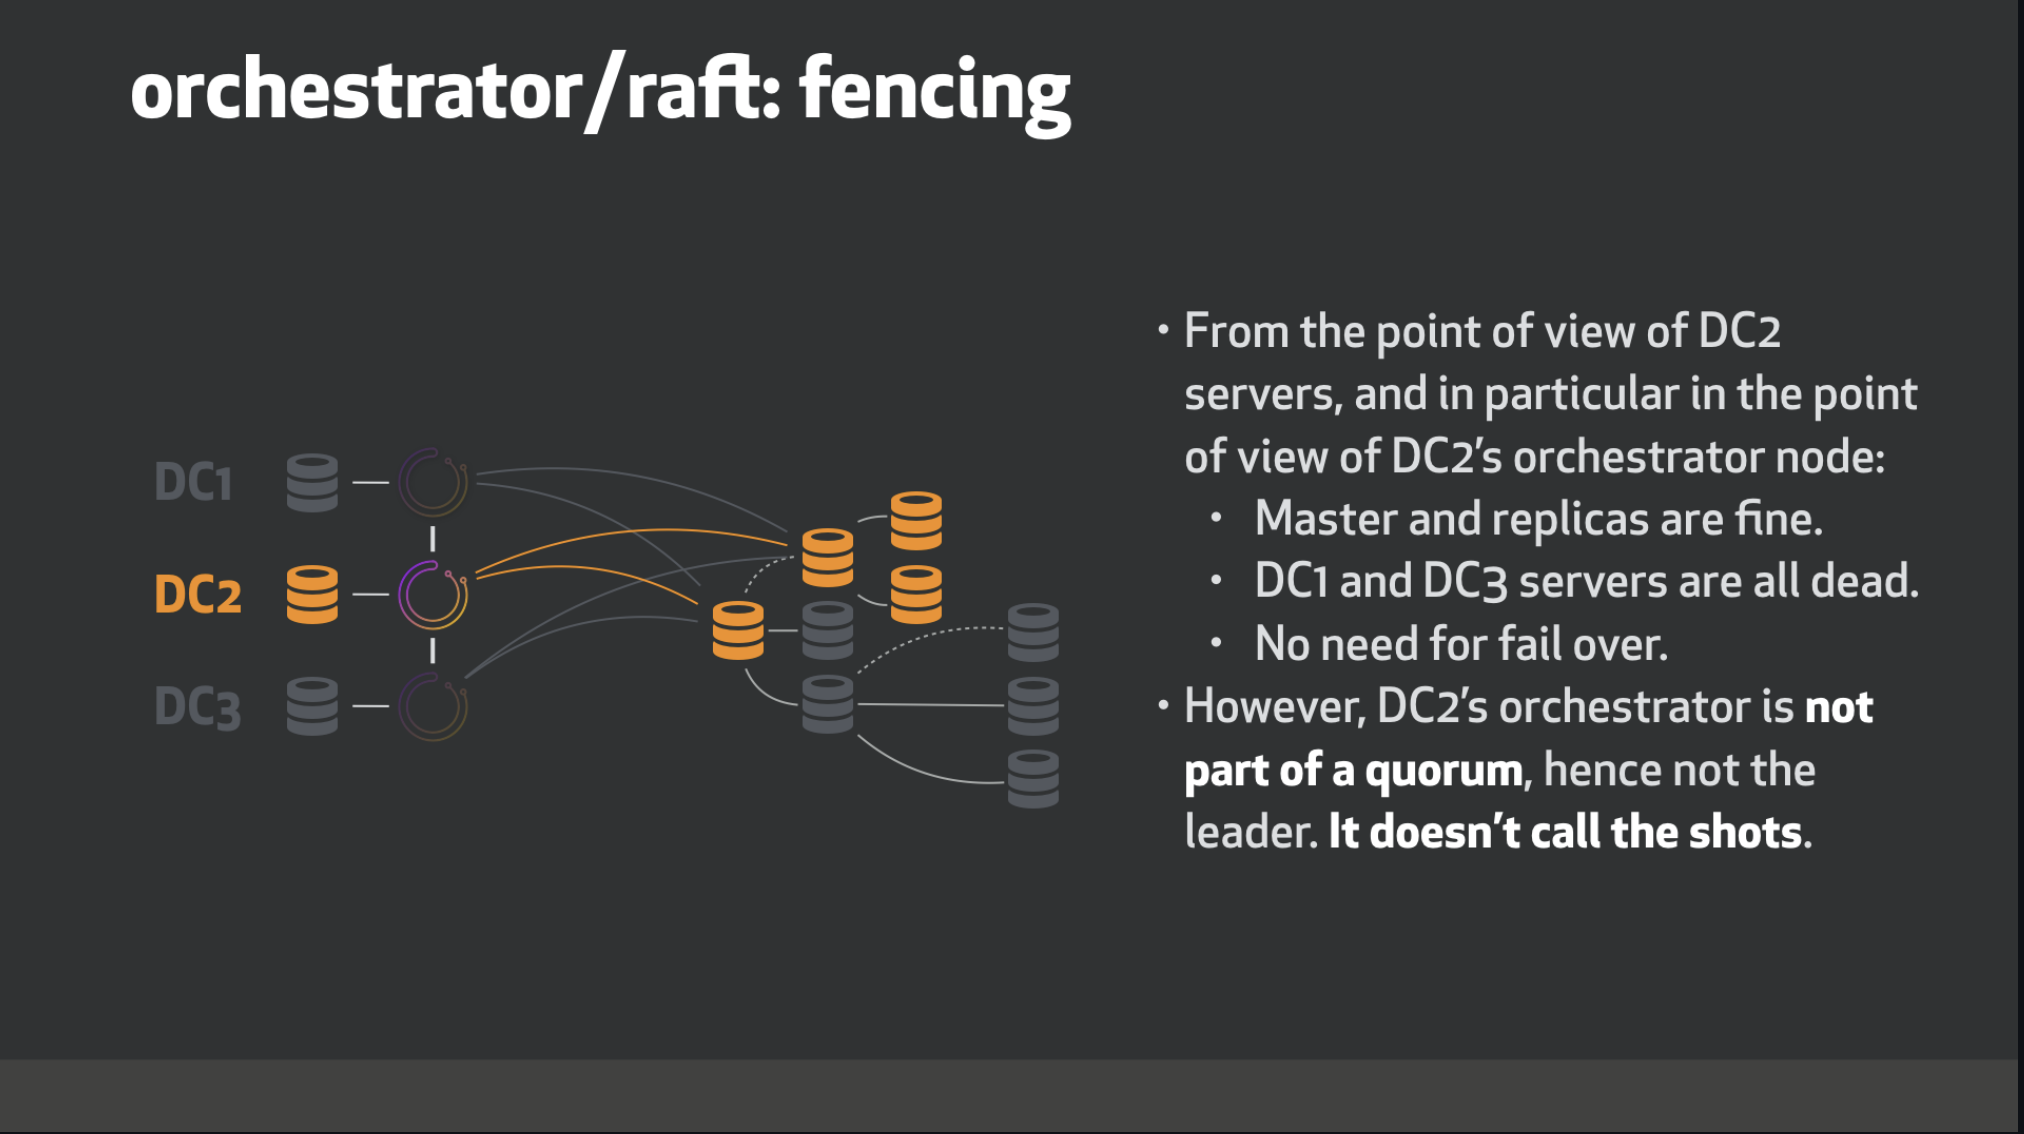 orchestrator/raft: fencing
DC1
DC2
DC3
• From the point of view of DC2
servers, and in particular in the point
of view of DC2’s orchestrator node:
• Master and replicas are fine.
• DC1 and DC3 servers are all dead.
• No need for fail over.
• However, DC2’s orchestrator is not
part of a quorum, hence not the
leader. It doesn’t call the shots.